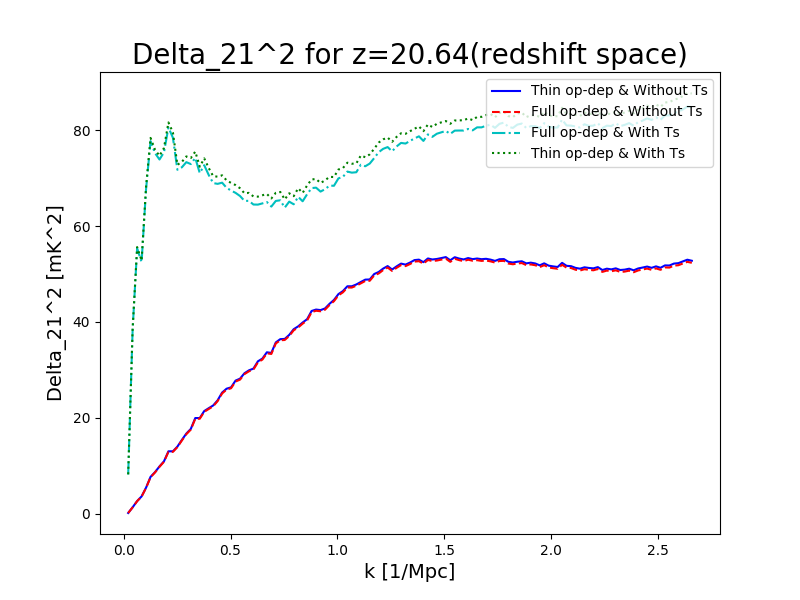 Delta_21^2 for z=20.64(redshift space)
Thin op-dep & Without Ts
Full op-dep & Without Ts
Full op-dep & With Ts
Thin op-dep & With Ts
Delta_21^2 [mK^2]
80
60
40
20
0
0.0 0.5 1.0 1.5 2.0 2.5
k [1/Mpc]